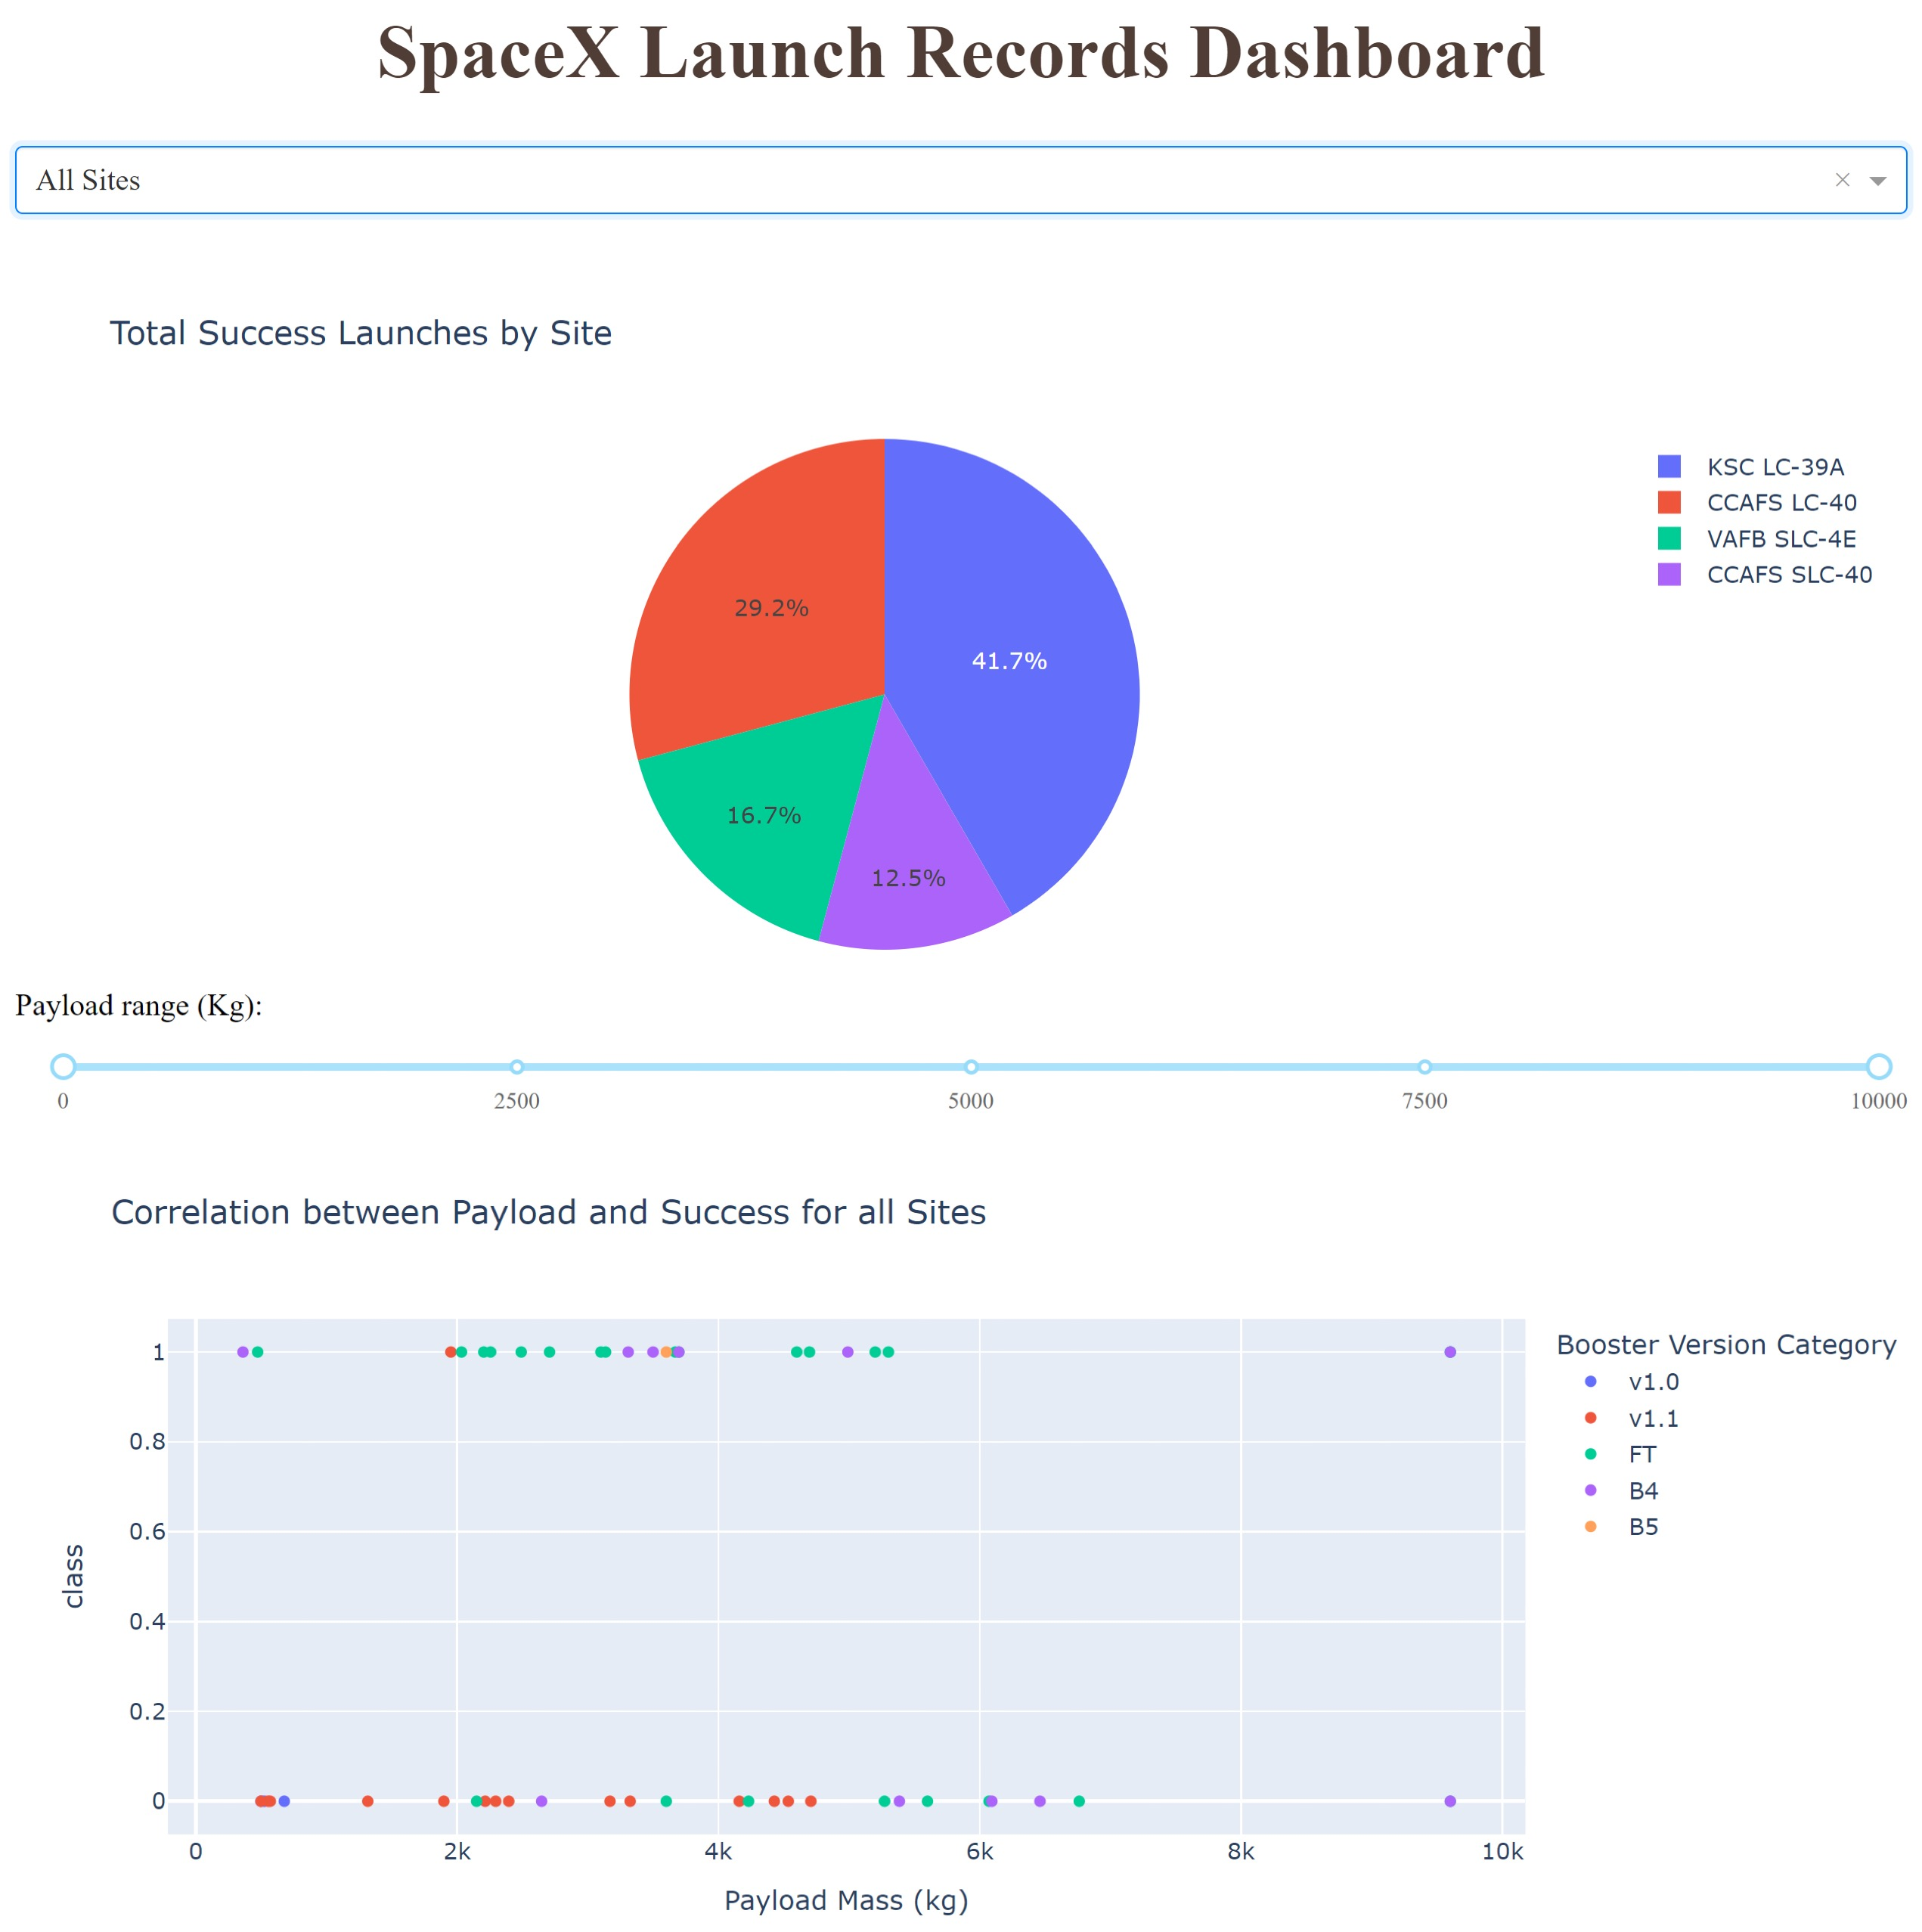 SpaceX Launch Records Dashboard
All Sites
Total Success Launches by Site
KSC LC-39A
CCAFS LC-40
VAFB SLC-4E
CCAFS SLC-40
29.2%
41.7%
16.7%
12.5%
Payload range (Kg):
0 2500 5000 7500 10000
Correlation between Payload and Success for all Sites
Booster Version Category
v1.0
v1.1
FT
B4
B5
1
0.8
0.6
0.4
0.2
0
class
0 2k 4k 6k 8k 10k
Payload Mass (kg)